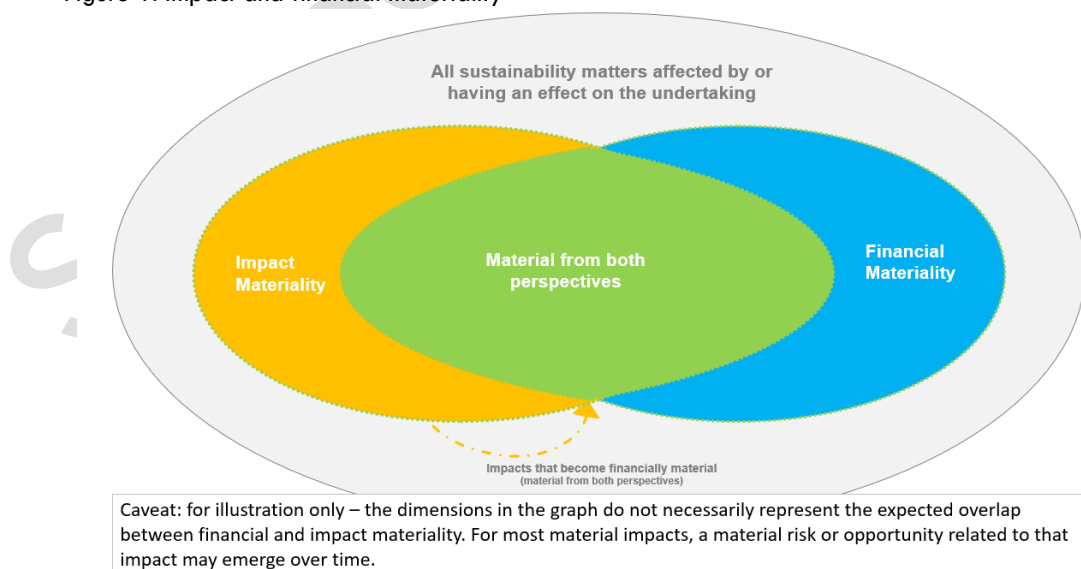 All sustainability matters affected by or
having an effect on the undertaking
Impact
Materiality
Material from both
perspectives
Financial
Materiality
Impacts that become financially material
(material from both perspectives)
Caveat: for illustration only – the dimensions in the graph do not necessarily represent the expected overlap
between financial and impact materiality. For most material impacts, a material risk or opportunity related to that
impact may emerge over time.